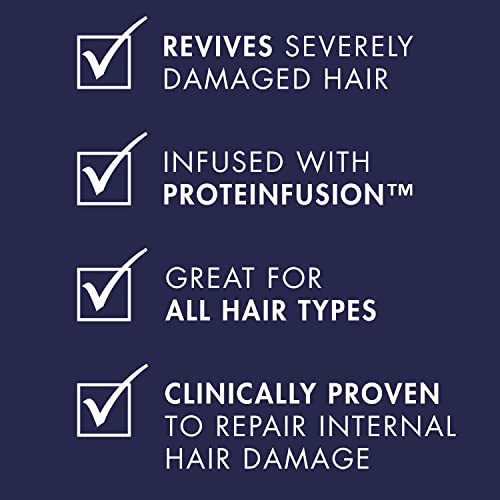 REVIVES SEVERELY
DAMAGED HAIR
INFUSED WITH
PROTEINFUSION™
GREAT FOR
ALL HAIR TYPES
CLINICALLY PROVEN
TO REPAIR INTERNAL
HAIR DAMAGE